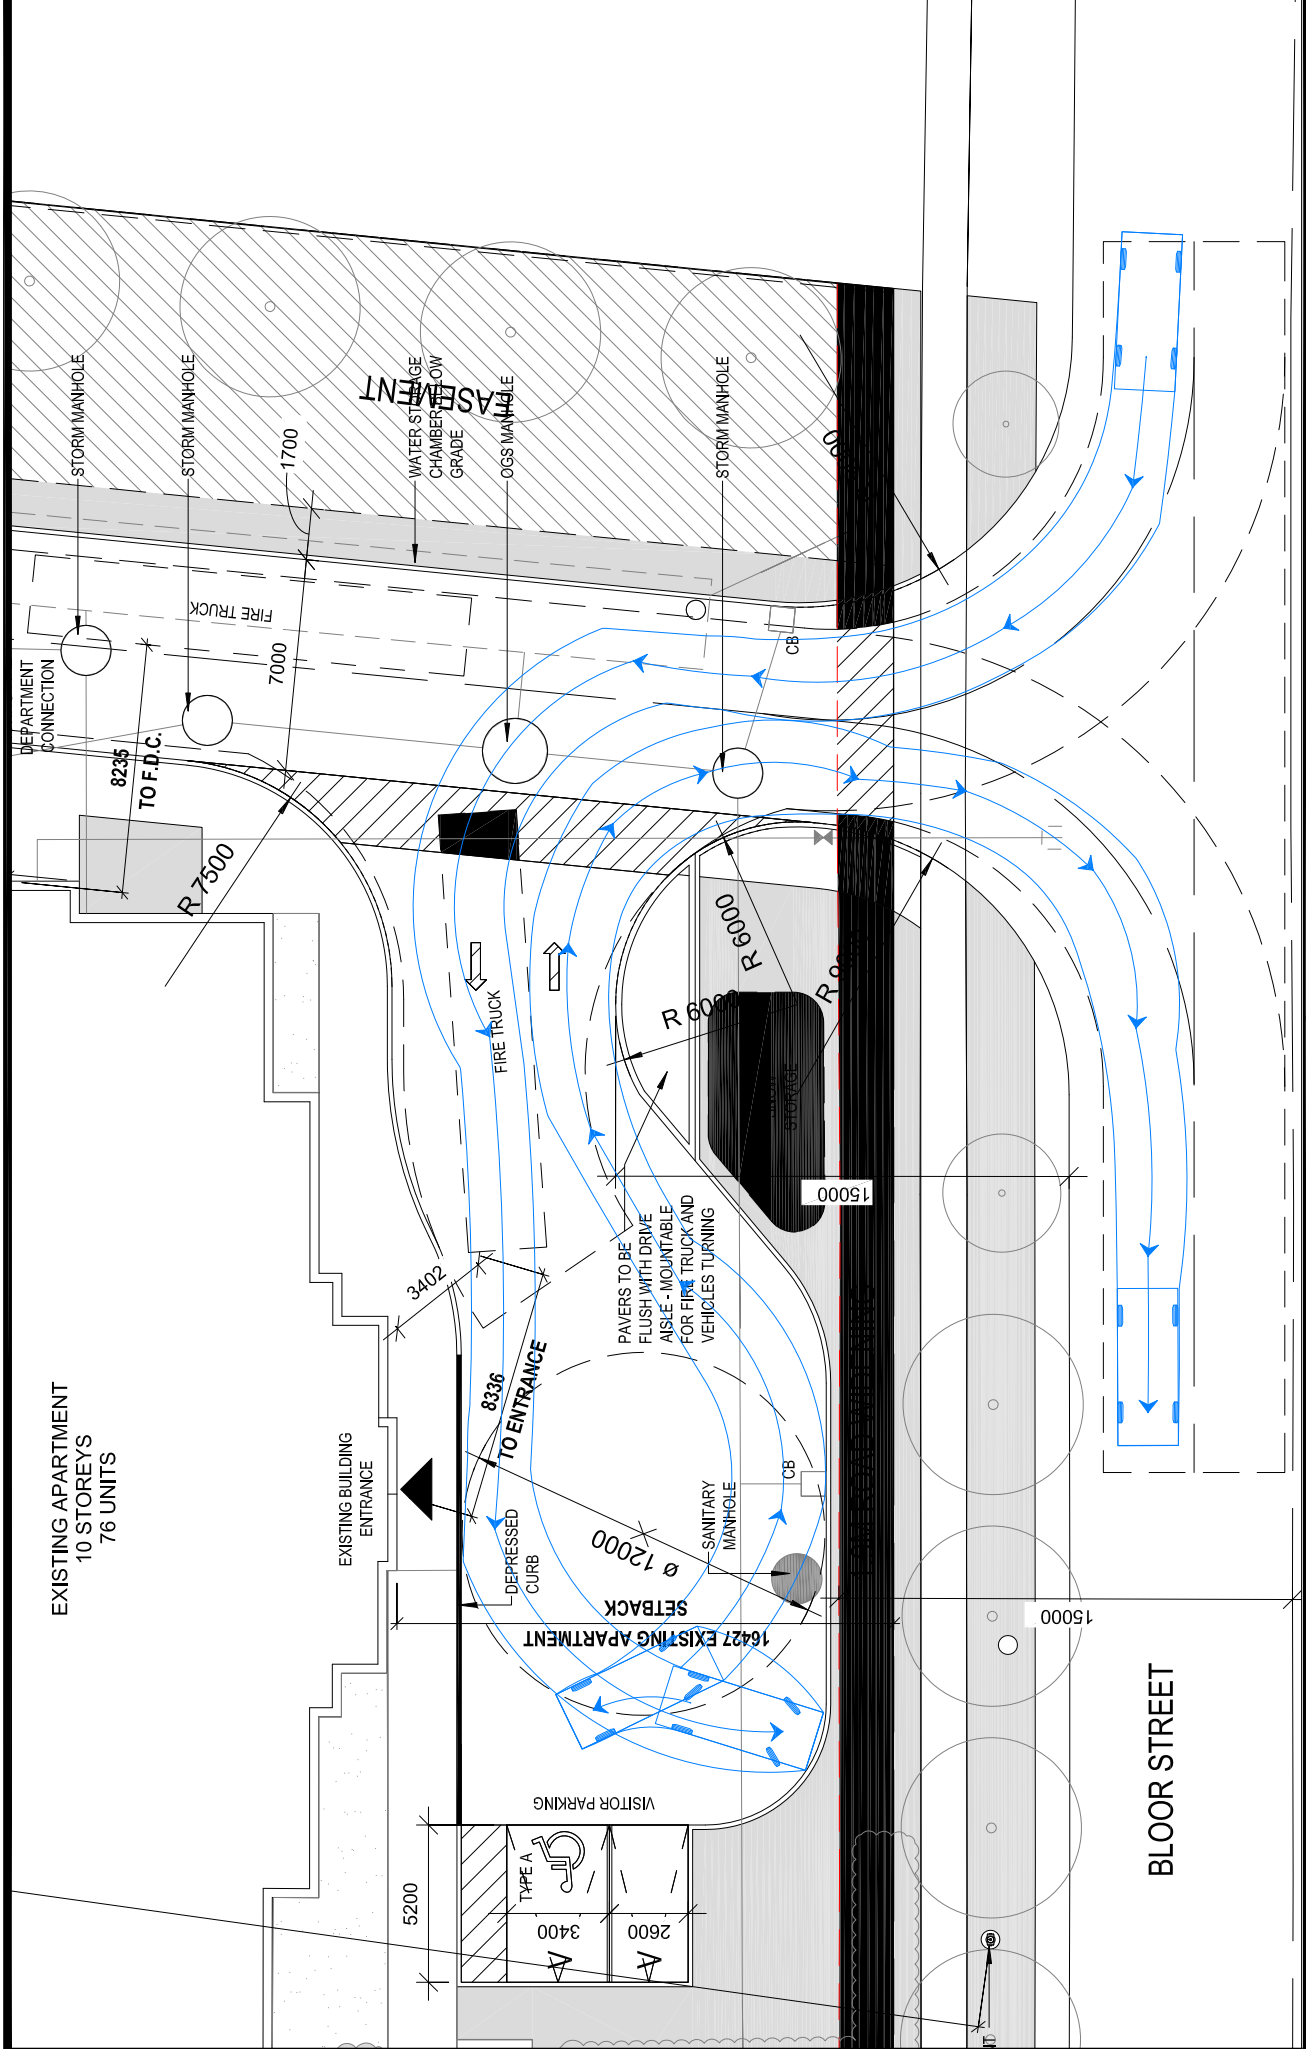 STORM MANHOLE
STORM MANHOLE
1700
WATER STORAGE
CHAMBER BELOW
GRADE
EASEMENT
OGS MANHOLE
STORM MANHOLE
FIRE TRUCK
DEPARTMENT
CONNECTION
7000
8235
TO F.D.C.
CB
R 7500
R 6000
R 6000
FIRE TRUCK
STORAGE
15000
3402
PAVERS TO BE
FLUSH WITH DRIVE
AISLE - MOUNTABLE
FOR FIRE TRUCK AND
VEHICLES TURNING
8336
TO ENTRANCE
EXISTING APARTMENT
10 STOREYS
76 UNITS
EXISTING BUILDING
ENTRANCE
DEPRESSED
CURB
ø 12000
SANITARY
MANHOLE
CB
ROAD WIDENING
16427 EXISTING APARTMENT
SETBACK
15000
BLOOR STREET
VISITOR PARKING
TYPE A
5200
3400
2600